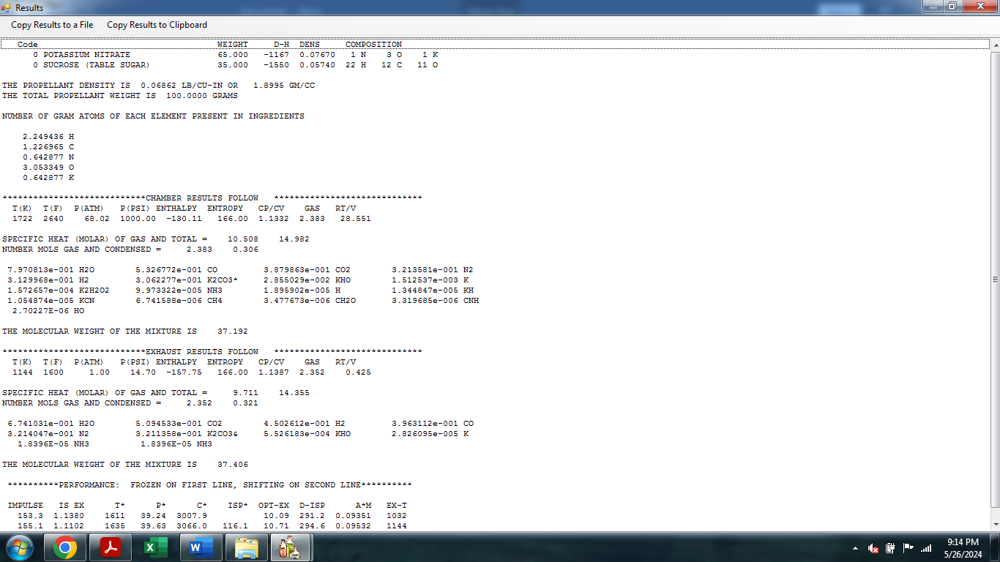 Results
Copy Results to a File Copy Results to Clipboard
Code WEIGHT D-H DENS COMPOSITION
0 POTASSIUM NITRATE 65.000 -1167 0.07670 1 N 3 O 1 K
0 SUCROSE (TABLE SUGAR) 35.000 -1550 0.05740 22 H 12 C 11 O
THE PROPELLANT DENSITY IS 0.06862 LB/CU-IN OR 1.8995 GM/CC
THE TOTAL PROPELLANT WEIGHT IS 100.0000 GRAMS
NUMBER OF GRAM ATOMS OF EACH ELEMENT PRESENT IN INGREDIENTS
2.249436 H
1.226965 C
0.642877 N
3.053349 O
0.642877 K
****************************CHAMBER RESULTS FOLLOW *****************************
T(K) T(F) P(ATM) P(PSI) ENTHALPY ENTROPY CP/CV GAS RT/V
1722 2640 68.02 1000.00 -130.11 166.00 1.1332 2.383 28.551
SPECIFIC HEAT (MOLAR) OF GAS AND TOTAL = 10.508 14.982
NUMBER MOLS GAS AND CONDENSED = 2.383 0.306
7.970813e-001 H2O 5.326772e-001 CO 3.879863e-001 CO2 3.213581e-001 N2
3.129968e-001 H2 3.062277e-001 K2CO3* 2.855029e-002 KHO 1.512537e-003 K
1.572657e-004 K2H2O2 9.973322e-005 NH3 1.895902e-005 H 1.344847e-005 KH
1.054874e-005 KCN 6.741588e-006 CH4 3.477673e-006 CH2O 3.319685e-006 CNH
2.70227E-06 HO
THE MOLECULAR WEIGHT OF THE MIXTURE IS 37.192
****************************EXHAUST RESULTS FOLLOW *****************************
T(K) T(F) P(ATM) P(PSI) ENTHALPY ENTROPY CP/CV GAS RT/V
1144 1600 1.00 14.70 -157.75 166.00 1.1387 2.352 0.425
SPECIFIC HEAT (MOLAR) OF GAS AND TOTAL = 9.711 14.355
NUMBER MOLS GAS AND CONDENSED = 2.352 0.321
6.741031e-001 H2O 5.094533e-001 CO2 4.502612e-001 H2 3.963112e-001 CO
3.214047e-001 N2 3.211358e-001 K2CO3& 5.526183e-004 KHO 2.826095e-005 K
1.8396E-05 NH3 1.8396E-05 NH3
THE MOLECULAR WEIGHT OF THE MIXTURE IS 37.406
**********PERFORMANCE: FROZEN ON FIRST LINE, SHIFTING ON SECOND LINE**********
IMPULSE IS EX T* P* C* ISP* OPT-EX D-ISP A*M EX-T
153.3 1.1380 1611 39.24 3007.9 10.09 291.2 0.09351 1032
155.1 1.1102 1635 39.63 3066.0 116.1 10.71 294.6 0.09532 1144
9:14 PM
5/26/2024